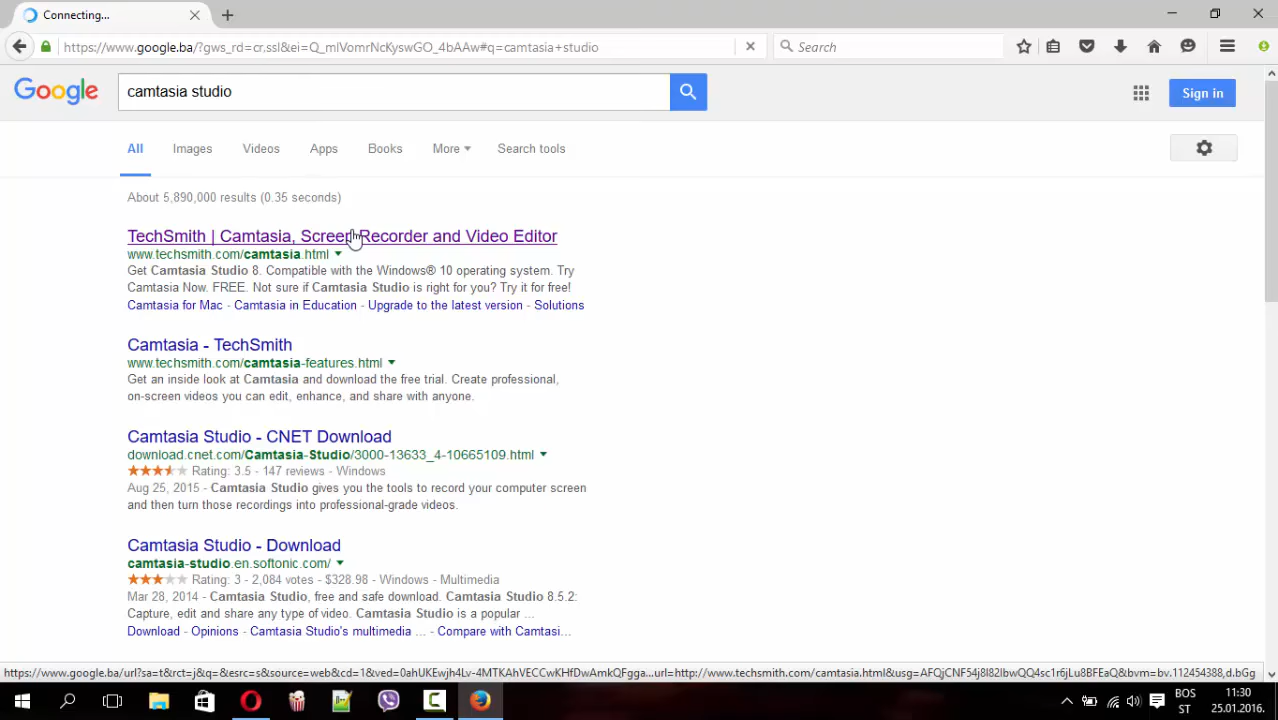 Connecting...
https://www.google.ba/?gws_rd=cr,ssl&ei=Q_mlVomrNcKyswGO_4bAAw#q=camtasia+studio
Search
Google
camtasia studio
Sign in
All Images Videos Apps Books More Search tools
About 5,890,000 results (0.35 seconds)
TechSmith | Camtasia, Screen Recorder and Video Editor
www.techsmith.com/camtasia.html
Get Camtasia Studio 8. Compatible with the Windows® 10 operating system. Try
Camtasia Now. FREE. Not sure if Camtasia Studio is right for you? Try it for free!
Camtasia for Mac - Camtasia in Education - Upgrade to the latest version - Solutions
Camtasia - TechSmith
www.techsmith.com/camtasia-features.html
Get an inside look at Camtasia and download the free trial. Create professional,
on-screen videos you can edit, enhance, and share with anyone.
Camtasia Studio - CNET Download
download.cnet.com/Camtasia-Studio/3000-13633_4-10665109.html
Rating: 3.5 - 147 reviews - Windows
Aug 25, 2015 - Camtasia Studio gives you the tools to record your computer screen
and then turn those recordings into professional-grade videos.
Camtasia Studio - Download
camtasia-studio.en.softonic.com/
Rating: 3 - 2,084 votes - $328.98 - Windows - Multimedia
Mar 28, 2014 - Camtasia Studio, free and safe download. Camtasia Studio 8.5.2:
Capture, edit and share any type of video. Camtasia Studio is a popular ...
Download - Opinions - Camtasia Studio's multimedia ... - Compare with Camtasi...
https://www.google.ba/url?sa=t&rct=j&q=&esrc=s&source=web&cd=1&ved=0ahUKEwjh4Lv-4MTKAhVECCwKHfDwAmkQFgga...url=http://www.techsmith.com/camtasia.html&usg=AFQjCNF54j8I82lbwQQ4sc1r6jLu8BFEaQ&bvm=bv.112454388,d.bGg
BOS 11:30
ST 25.01.2016.